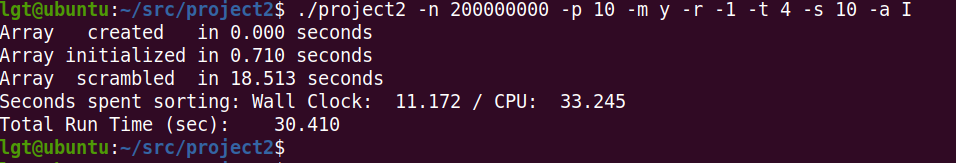 lgt@ubuntu:~/src/project2$ ./project2 -n 200000000 -p 10 -m y -r -1 -t 4 -s 10 -a I
Array   created   in 0.000 seconds
Array initialized in 0.710 seconds
Array  scrambled  in 18.513 seconds
Seconds spent sorting: Wall Clock:  11.172 / CPU:  33.245
Total Run Time (sec):    30.410
lgt@ubuntu:~/src/project2$